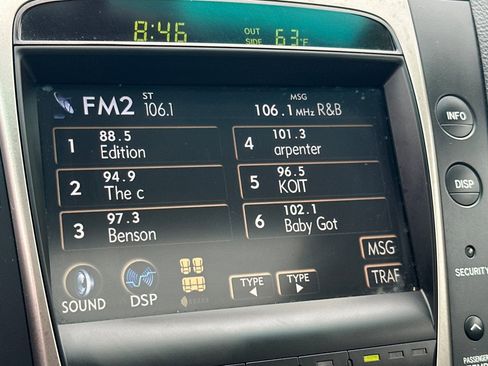 8:46 OUT SIDE 63°F
FM2 ST 106.1 MSG 106.1 MHz R&B
1 88.5 Edition
2 94.9 The c
3 97.3 Benson
4 101.3 arpenter
5 96.5 KOIT
6 102.1 Baby Got
MSG
SOUND DSP TYPE ◄ TYPE ► TRAF
INFO
DISP
SECURITY
PASSENGER